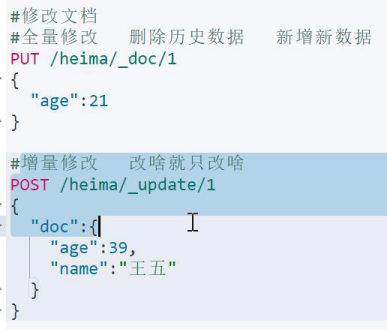 #修改文档
#全量修改 删除历史数据 新增新数据
PUT /heima/_doc/1
{
"age":21
}
#增量修改 改啥就只改啥
POST /heima/_update/1
{
"doc":{
"age":39,
"name":"王五"
}
}